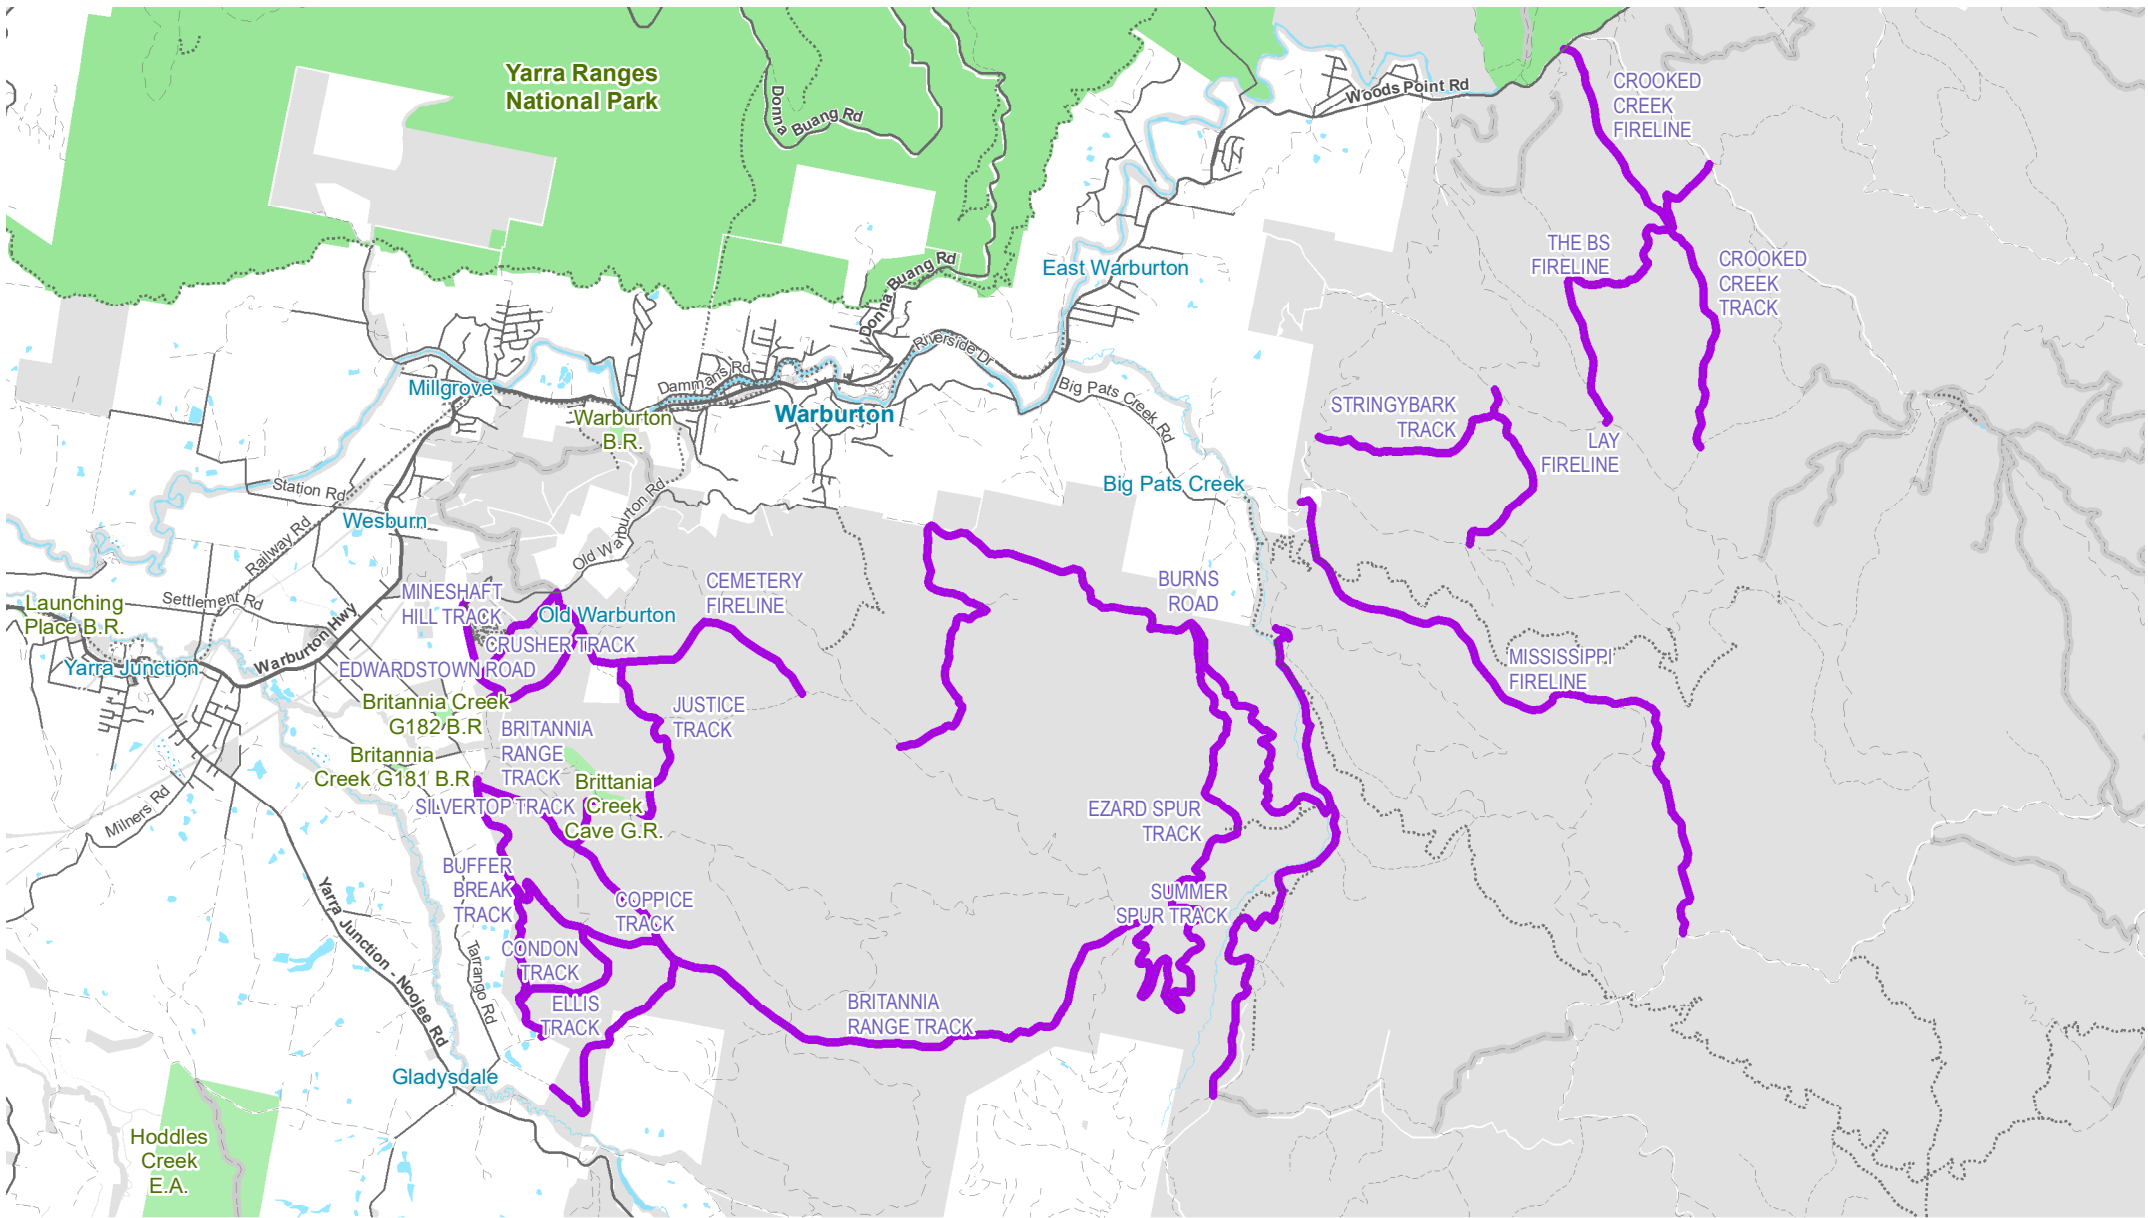 Yarra Ranges
National Park
Donna
Buang Rd
Woods Point Rd
CROOKED
CREEK
FIRELINE
THE BS
FIRELINE
CROOKED
CREEK
TRACK
East Warburton
Donna Buang Rd
Riverside Dr
Dammans Rd
Millgrove
Warburton
B.R.
Warburton
Big Pats Creek Rd
STRINGYBARK
TRACK
LAY
FIRELINE
Big Pats Creek
Station Rd
Wesburn
Railway Rd
Old Warburton Rd
Settlement Rd
Launching
Place B.R.
Warburton Hwy
Yarra Junction
MINESHAFT
HILL TRACK
Old Warburton
CRUSHER TRACK
EDWARDSTOWN ROAD
CEMETERY
FIRELINE
BURNS
ROAD
MISSISSIPPI
FIRELINE
Britannia Creek
G182 B.R
BRITANNIA
RANGE
TRACK
JUSTICE
TRACK
Britannia
Creek G181 B.R
SILVERTOP TRACK
Brittania
Creek
Cave G.R.
Milners Rd
EZARD SPUR
TRACK
BUFFER
BREAK
TRACK
COPPICE
TRACK
SUMMER
SPUR TRACK
Yarra Junction - Noojee Rd
Tarrango Rd
CONDON
TRACK
ELLIS
TRACK
BRITANNIA
RANGE TRACK
Gladysdale
Hoddles
Creek
E.A.